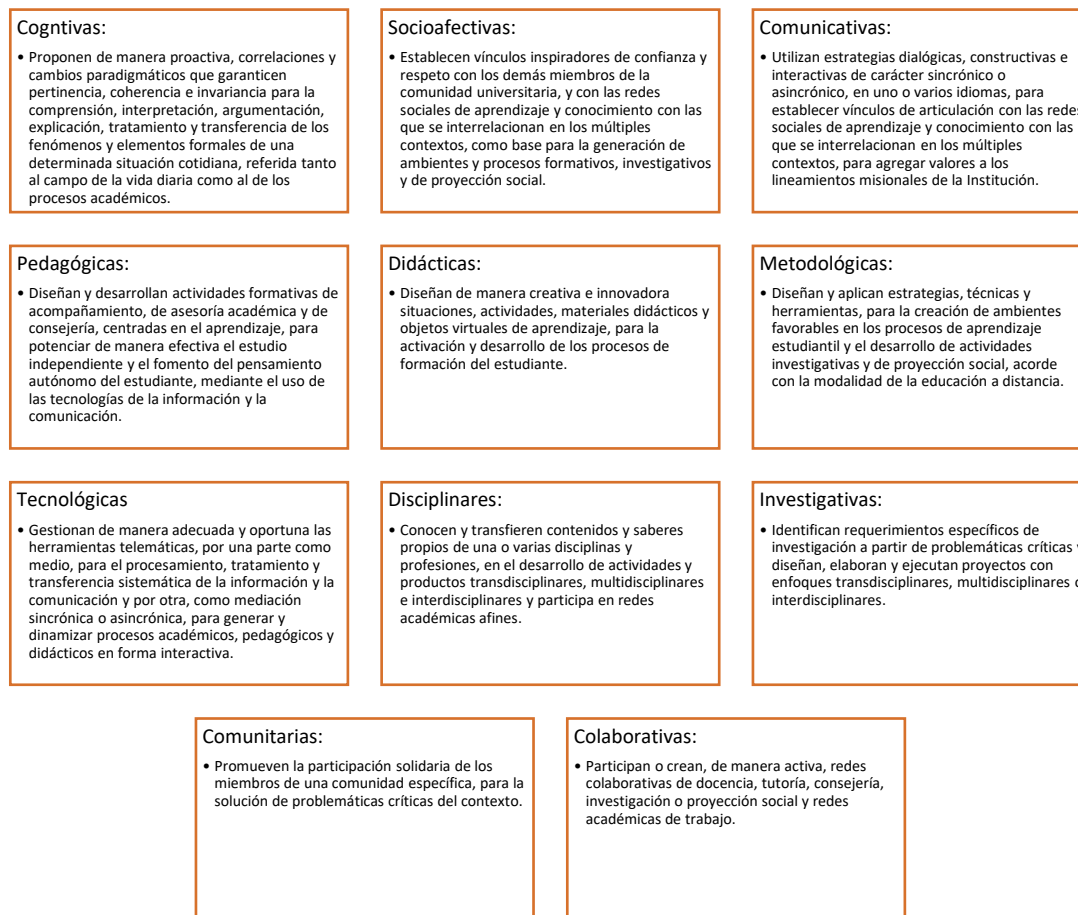 Cogntivas:
• Proponen de manera proactiva, correlaciones y
cambios paradigmáticos que garanticen
pertinencia, coherencia e invariancia para la
comprensión, interpretación, argumentación,
explicación, tratamiento y transferencia de los
fenómenos y elementos formales de una
determinada situación cotidiana, referida tanto
al campo de la vida diaria como al de los
procesos académicos.
Socioafectivas:
• Establecen vínculos inspiradores de confianza y
respeto con los demás miembros de la
comunidad universitaria, y con las redes
sociales de aprendizaje y conocimiento con las
que se interrelacionan en los múltiples
contextos, como base para la generación de
ambientes y procesos formativos, investigativos
y de proyección social.
Comunicativas:
• Utilizan estrategias dialógicas, constructivas e
interactivas de carácter sincrónico o
asincrónico, en uno o varios idiomas, para
establecer vínculos de articulación con las redes
sociales de aprendizaje y conocimiento con las
que se interrelacionan en los múltiples
contextos, para agregar valores a los
lineamientos misionales de la Institución.
Pedagógicas:
• Diseñan y desarrollan actividades formativas de
acompañamiento, de asesoría académica y de
consejería, centradas en el aprendizaje, para
potenciar de manera efectiva el estudio
independiente y el fomento del pensamiento
autónomo del estudiante, mediante el uso de
las tecnologías de la información y la
comunicación.
Didácticas:
• Diseñan de manera creativa e innovadora
situaciones, actividades, materiales didácticos y
objetos virtuales de aprendizaje, para la
activación y desarrollo de los procesos de
formación del estudiante.
Metodológicas:
• Diseñan y aplican estrategias, técnicas y
herramientas, para la creación de ambientes
favorables en los procesos de aprendizaje
estudiantil y el desarrollo de actividades
investigativas y de proyección social, acorde
con la modalidad de la educación a distancia.
Tecnológicas
• Gestionan de manera adecuada y oportuna las
herramientas telemáticas, por una parte como
medio, para el procesamiento, tratamiento y
transferencia sistemática de la información y la
comunicación y por otra, como mediación
sincrónica o asincrónica, para generar y
dinamizar procesos académicos, pedagógicos y
didácticos en forma interactiva.
Disciplinares:
• Conocen y transfieren contenidos y saberes
propios de una o varias disciplinas y
profesiones, en el desarrollo de actividades y
productos transdisciplinares, multidisciplinares
e interdisciplinares y participa en redes
académicas afines.
Investigativas:
• Identifican requerimientos específicos de
investigación a partir de problemáticas críticas
diseñan, elaboran y ejecutan proyectos con
enfoques transdisciplinares, multidisciplinares
interdisciplinares.
Comunitarias:
• Promueven la participación solidaria de los
miembros de una comunidad específica, para la
solución de problemáticas críticas del contexto.
Colaborativas:
• Participan o crean, de manera activa, redes
colaborativas de docencia, tutoría, consejería,
investigación o proyección social y redes
académicas de trabajo.